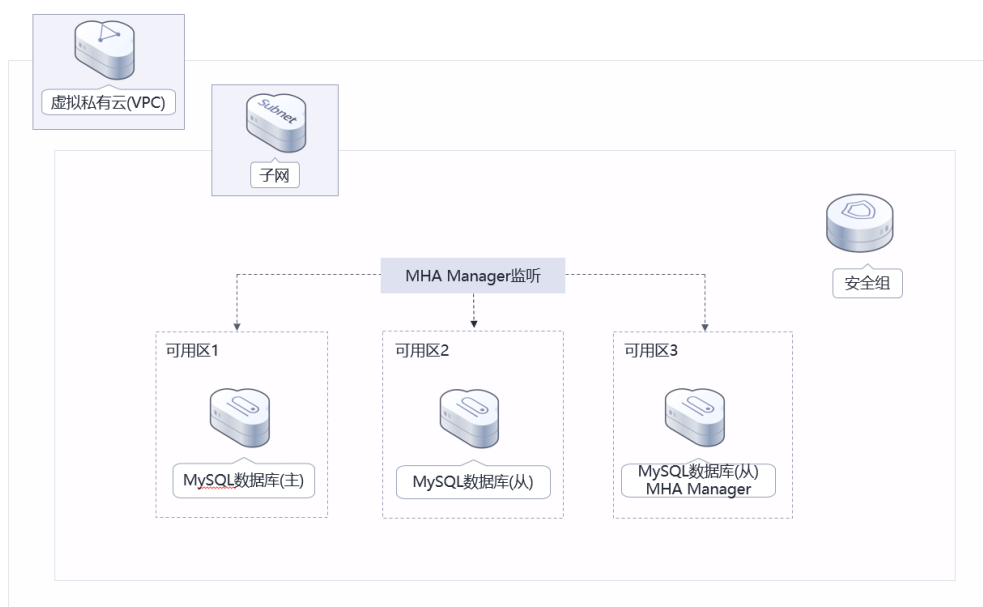 虚拟私有云(VPC)
Subnet
子网
安全组
MHA Manager监听
可用区1
可用区2
可用区3
MySQL数据库(主)
MySQL数据库(从)
MySQL数据库(从)
MHA Manager